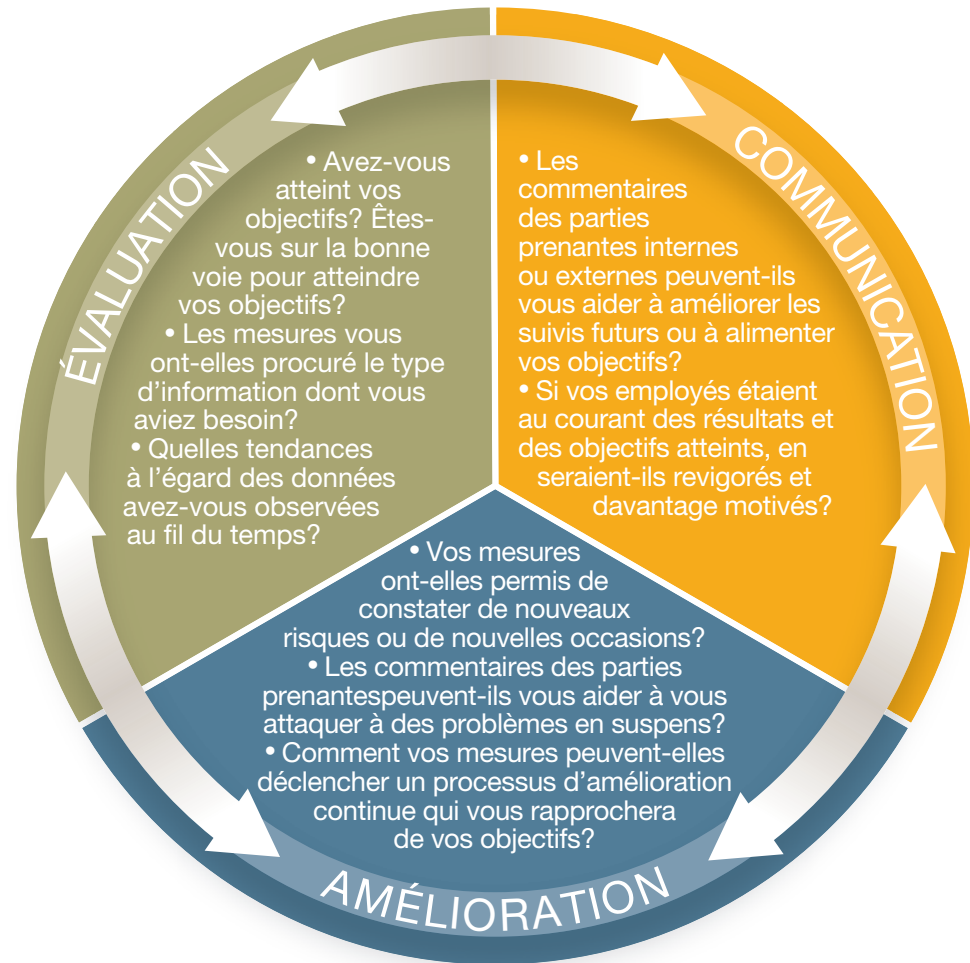 ÉVALUATION
• Avez-vous
atteint vos
objectifs? Êtes-
vous sur la bonne
voie pour atteindre
vos objectifs?
• Les mesures vous
ont-elles procuré le type
d’information dont vous
aviez besoin?
• Quelles tendances
à l’égard des données
avez-vous observées
au fil du temps?
COMMUNICATION
• Les
commentaires
des parties
prenantes internes
ou externes peuvent-ils
vous aider à améliorer les
suivis futurs ou à alimenter
vos objectifs?
• Si vos employés étaient
au courant des résultats et
des objectifs atteints, en
seraient-ils revigorés et
davantage motivés?
• Vos mesures
ont-elles permis de
constater de nouveaux
risques ou de nouvelles occasions?
• Les commentaires des parties
prenantespeuvent-ils vous aider à vous
attaquer à des problèmes en suspens?
• Comment vos mesures peuvent-elles
déclencher un processus d’amélioration
continue qui vous rapprochera
de vos objectifs?
AMÉLIORATION